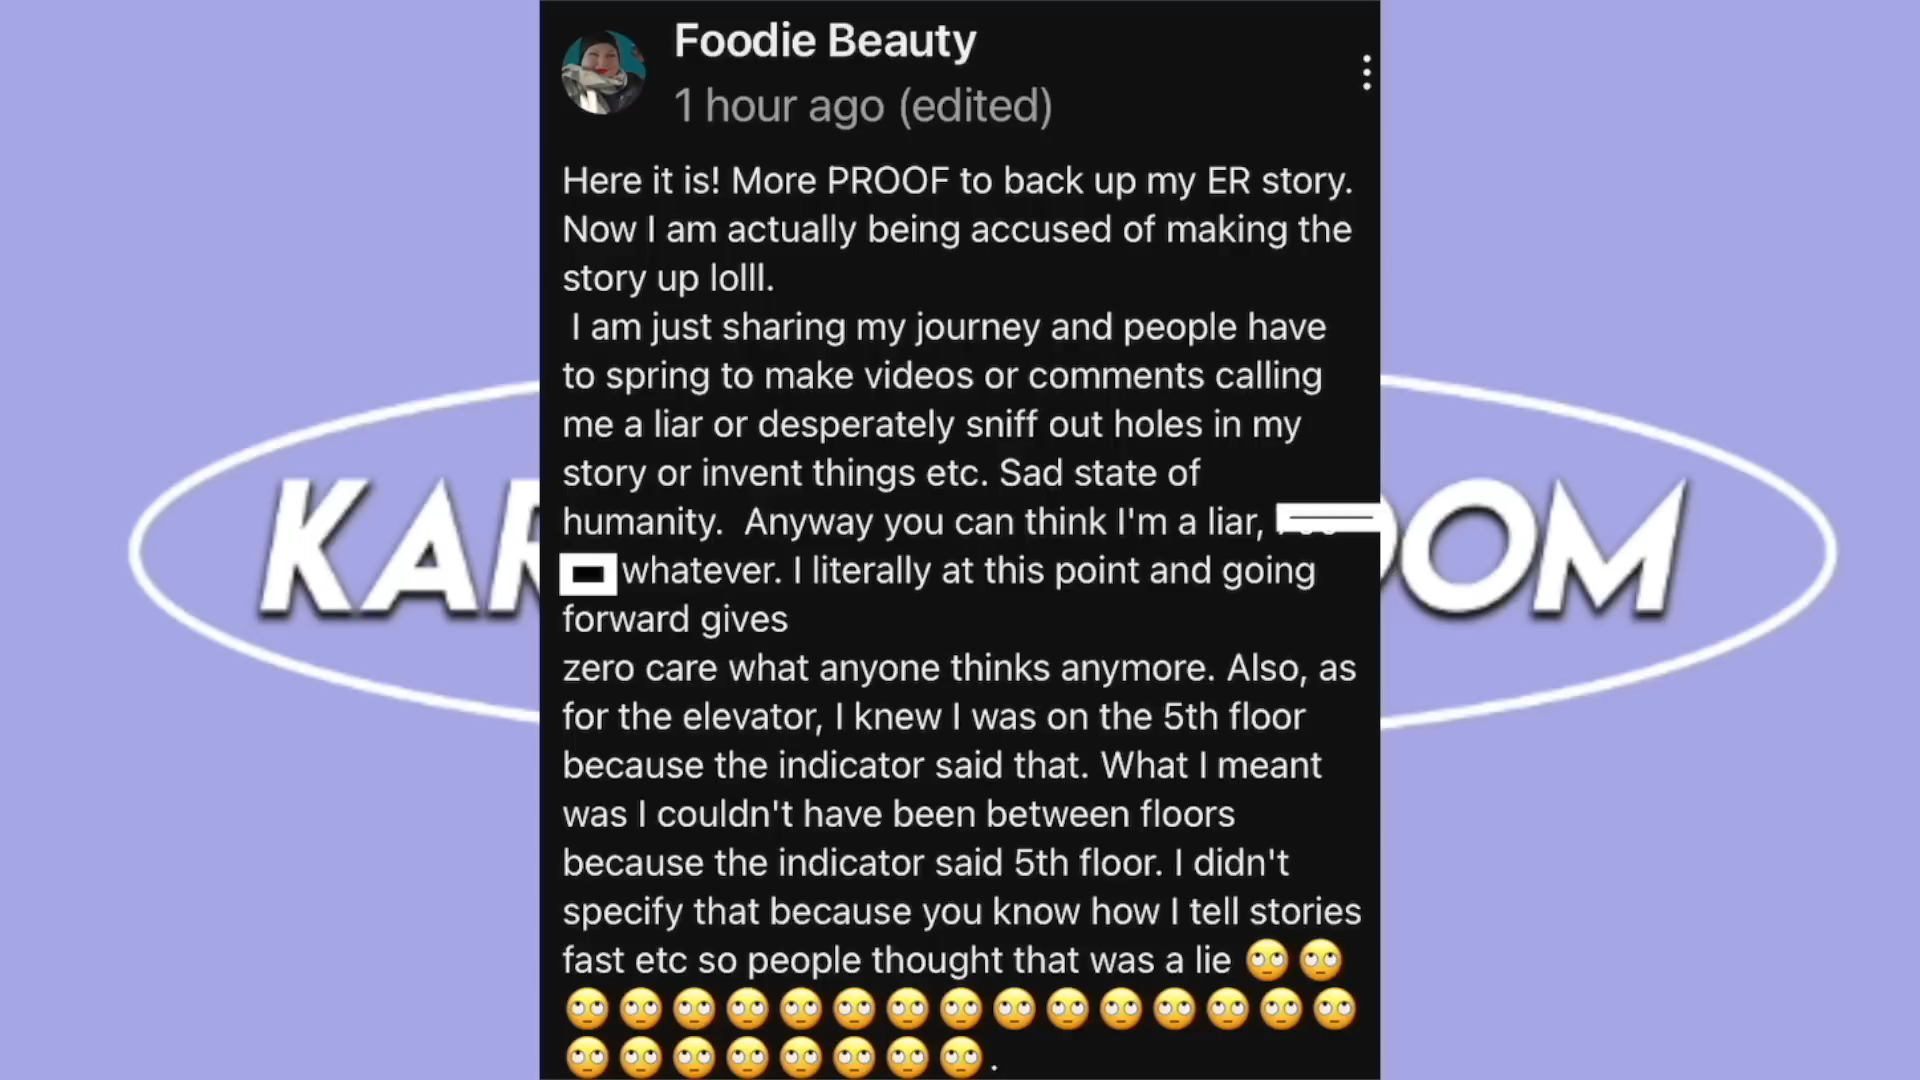 Foodie Beauty
1 hour ago (edited)
Here it is! More PROOF to back up my ER story.
Now I am actually being accused of making the
story up lolll.
I am just sharing my journey and people have
to spring to make videos or comments calling
me a liar or desperately sniff out holes in my
story or invent things etc. Sad state of
humanity. Anyway you can think I'm a liar,
whatever. I literally at this point and going
forward gives
zero care what anyone thinks anymore. Also, as
for the elevator, I knew I was on the 5th floor
because the indicator said that. What I meant
was I couldn't have been between floors
because the indicator said 5th floor. I didn't
specify that because you know how I tell stories
fast etc so people thought that was a lie 🙄🙄
🙄🙄🙄🙄🙄🙄🙄🙄🙄🙄🙄🙄🙄🙄🙄
🙄🙄🙄🙄🙄🙄🙄🙄.